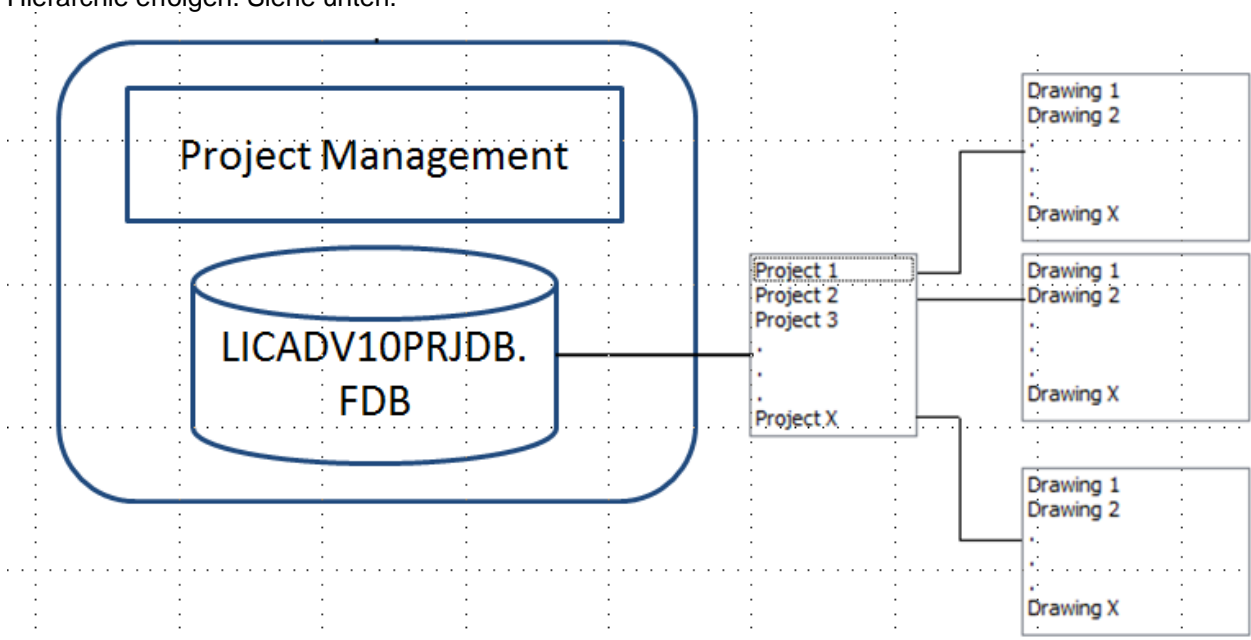 Hierarchie erfolgen. Siehe unten.
Project Management
LICADV10PRJDB.
FDB
Project 1
Project 2
Project 3
.
.
.
Project X
Drawing 1
Drawing 2
.
.
.
Drawing X
Drawing 1
Drawing 2
.
.
.
Drawing X
Drawing 1
Drawing 2
.
.
.
Drawing X